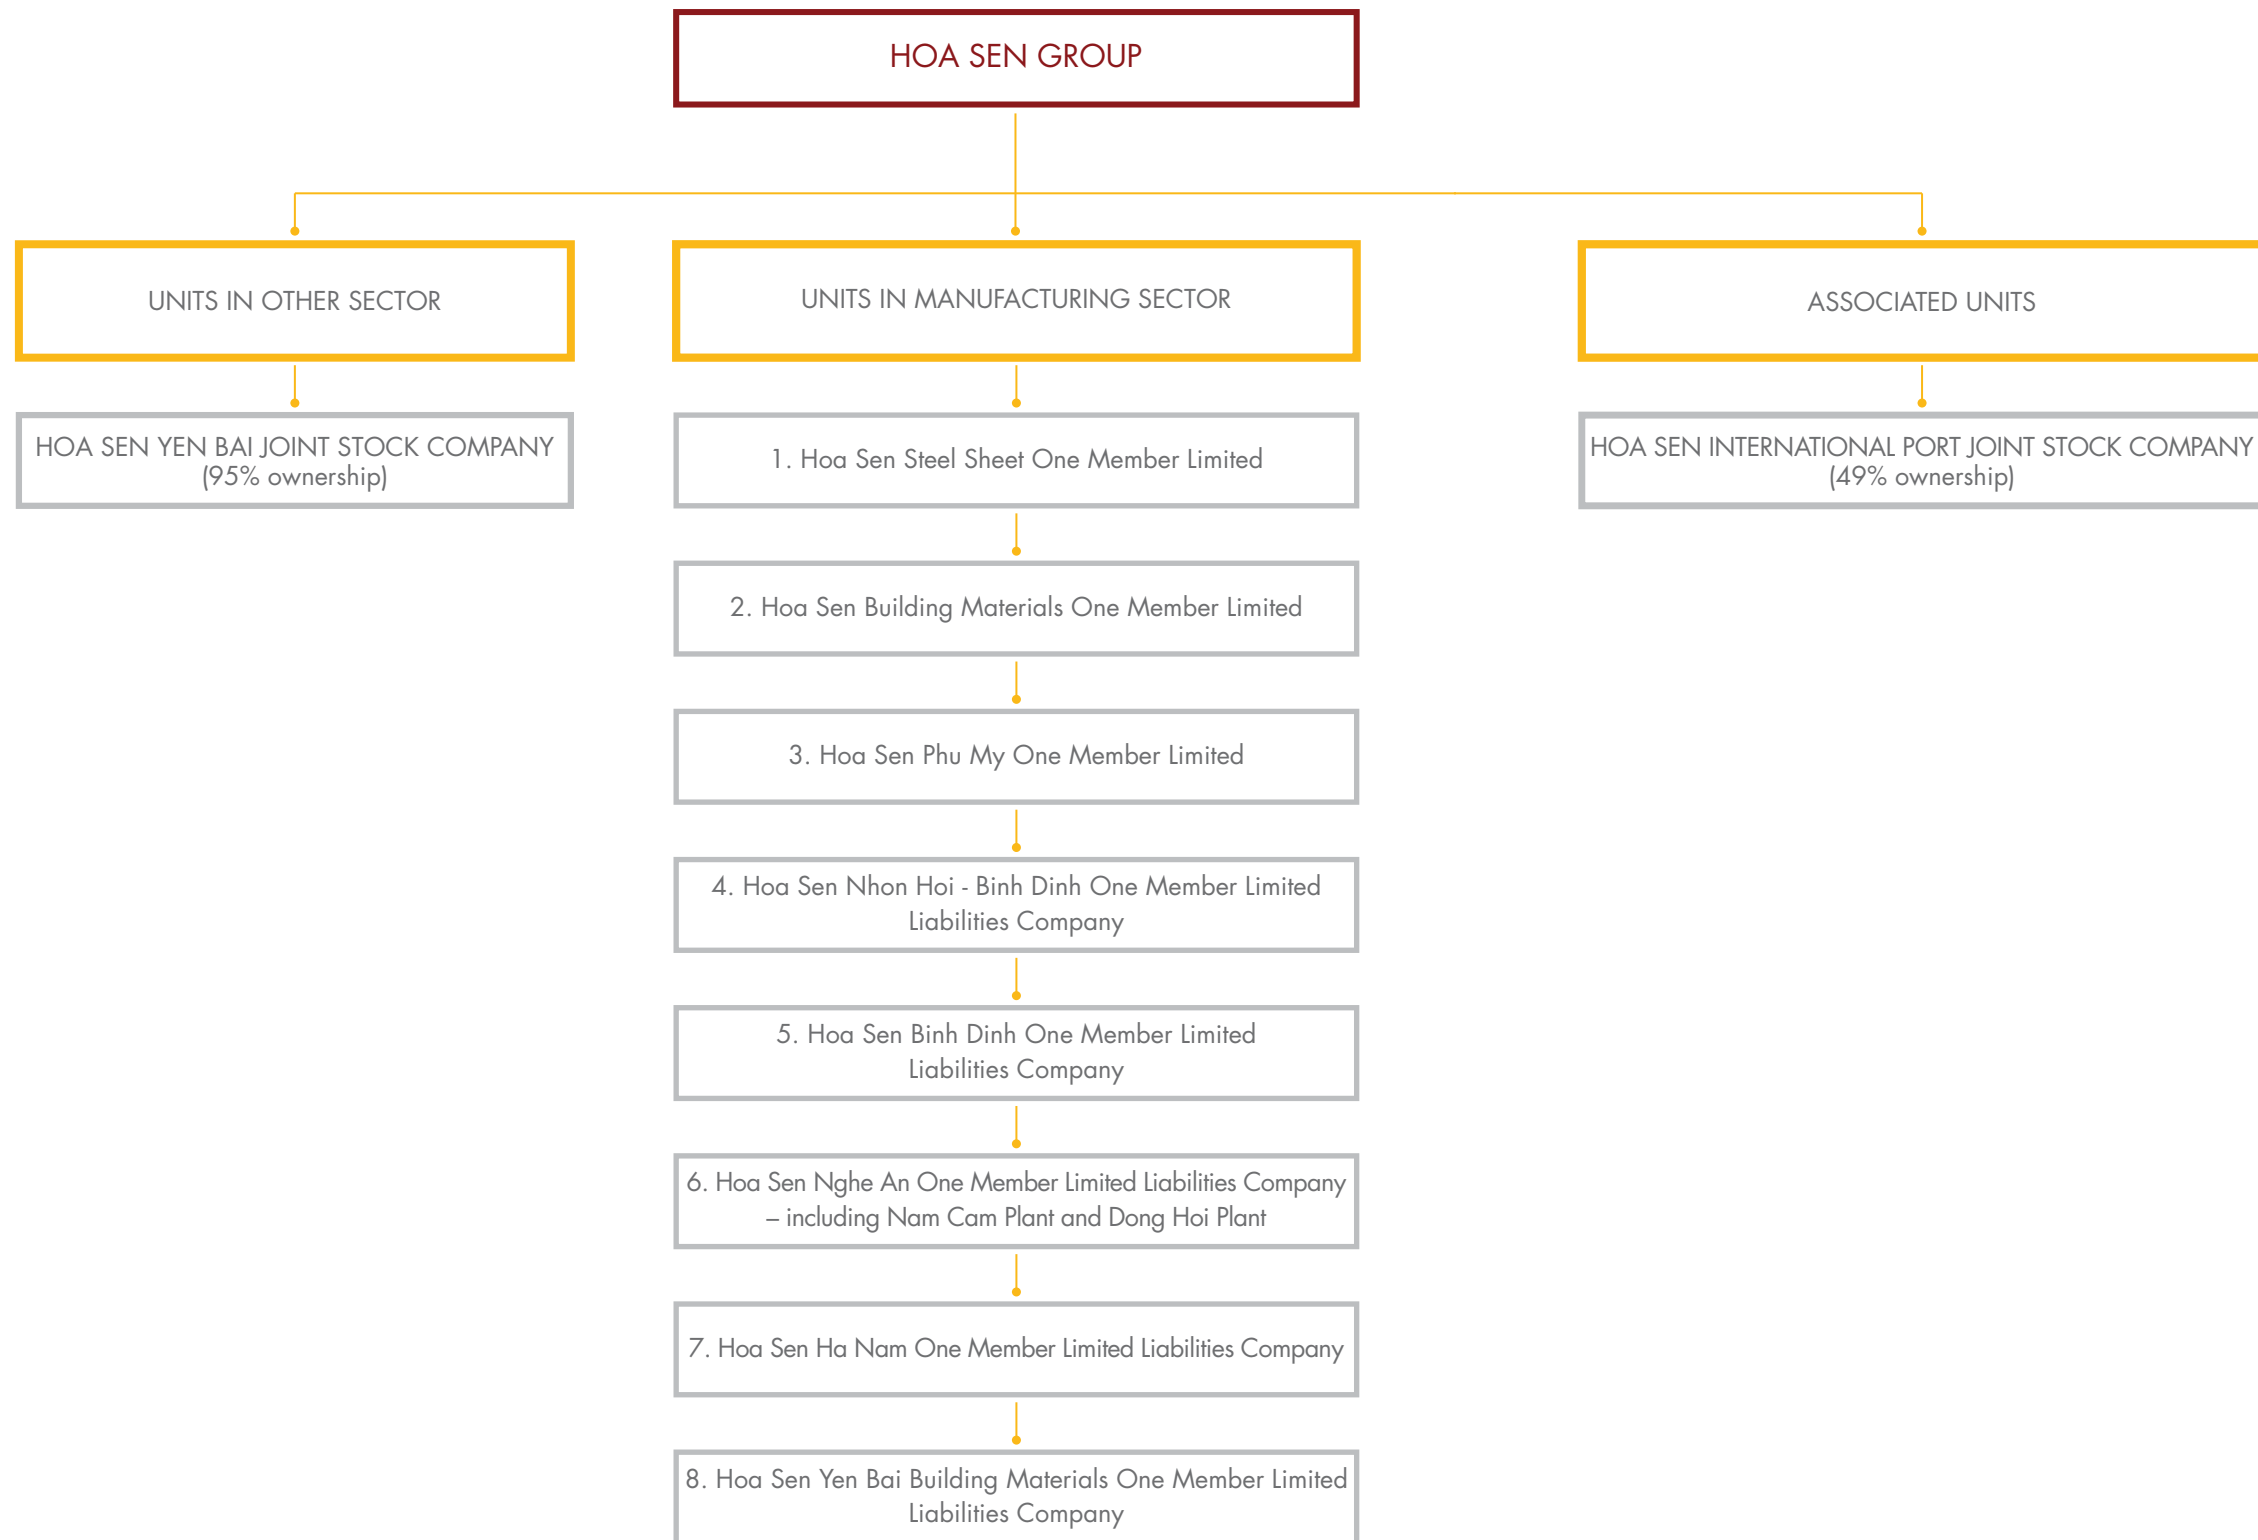 HOA SEN GROUP
UNITS IN OTHER SECTOR
UNITS IN MANUFACTURING SECTOR
ASSOCIATED UNITS
HOA SEN YEN BAI JOINT STOCK COMPANY
(95% ownership)
1. Hoa Sen Steel Sheet One Member Limited
HOA SEN INTERNATIONAL PORT JOINT STOCK COMPANY
(49% ownership)
2. Hoa Sen Building Materials One Member Limited
3. Hoa Sen Phu My One Member Limited
4. Hoa Sen Nhon Hoi - Binh Dinh One Member Limited
Liabilities Company
5. Hoa Sen Binh Dinh One Member Limited
Liabilities Company
6. Hoa Sen Nghe An One Member Limited Liabilities Company
– including Nam Cam Plant and Dong Hoi Plant
7. Hoa Sen Ha Nam One Member Limited Liabilities Company
8. Hoa Sen Yen Bai Building Materials One Member Limited
Liabilities Company